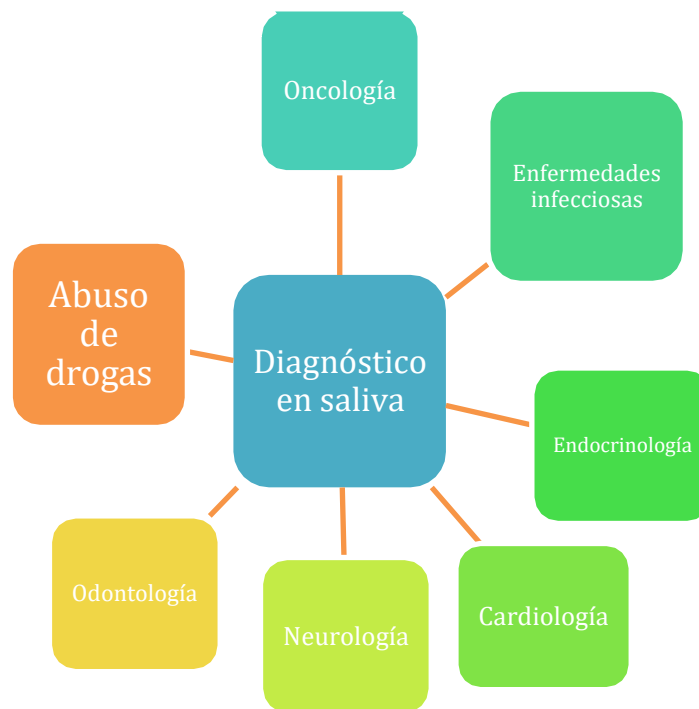 Oncología
Enfermedades
infecciosas
Abuso
de
drogas
Diagnóstico
en saliva
Endocrinología
Odontología
Neurología
Cardiología